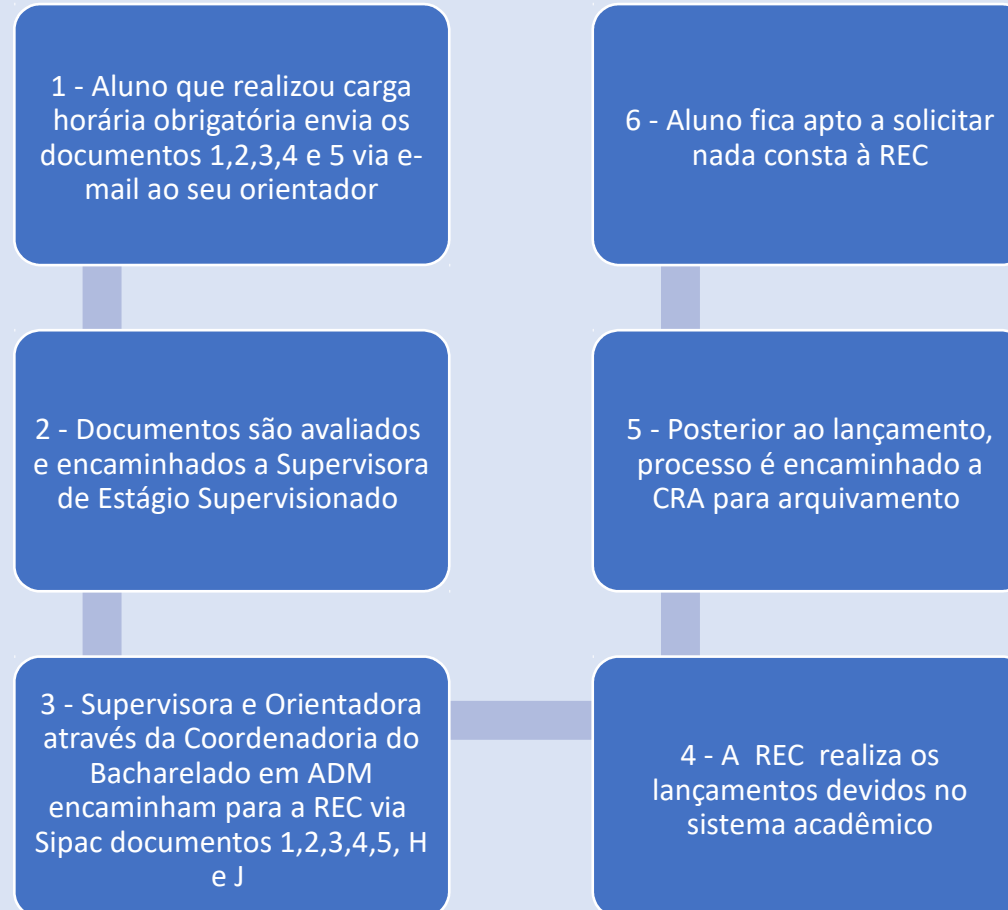 1 - Aluno que realizou carga
horária obrigatória envia os
documentos 1,2,3,4 e 5 via e-
mail ao seu orientador
2 - Documentos são avaliados
e encaminhados a Supervisora
de Estágio Supervisionado
3 - Supervisora e Orientadora
através da Coordenadoria do
Bacharelado em ADM
encaminham para a REC via
Sipac documentos 1,2,3,4,5, H
e J
4 - A  REC  realiza os
lançamentos devidos no
sistema acadêmico
5 - Posterior ao lançamento,
processo é encaminhado a
CRA para arquivamento
6 - Aluno fica apto a solicitar
nada consta à REC